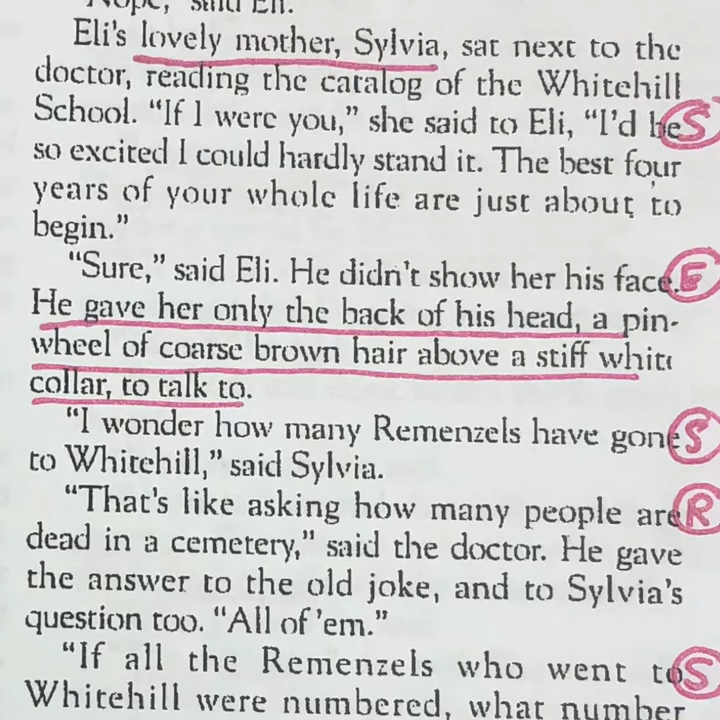 "Nope," said Eli.
Eli's lovely mother, Sylvia, sat next to the
doctor, reading the catalog of the Whitehill
School. "If I were you," she said to Eli, "I'd be S
so excited I could hardly stand it. The best four
years of your whole life are just about to
begin."
"Sure," said Eli. He didn't show her his face. E
He gave her only the back of his head, a pin-
wheel of coarse brown hair above a stiff white
collar, to talk to.
"I wonder how many Remenzels have gone S
to Whitehill," said Sylvia.
"That's like asking how many people are R
dead in a cemetery," said the doctor. He gave
the answer to the old joke, and to Sylvia's
question too. "All of 'em."
"If all the Remenzels who went to S
Whitehill were numbered, what number